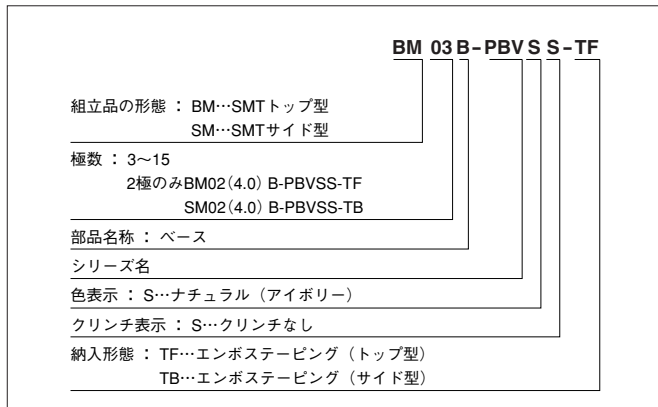 BM 03 B-PBV S S-TF
組立品の形態 ： BM…SMTトップ型
SM…SMTサイド型
極数 ： 3〜15
2極のみBM02(4.0) B-PBVSS-TF
SM02(4.0) B-PBVSS-TB
部品名称 ： ベース
シリーズ名
色表示 ： S…ナチュラル（アイボリー）
クリンチ表示 ： S…クリンチなし
納入形態 ： TF…エンボステーピング（トップ型）
TB…エンボステーピング（サイド型）